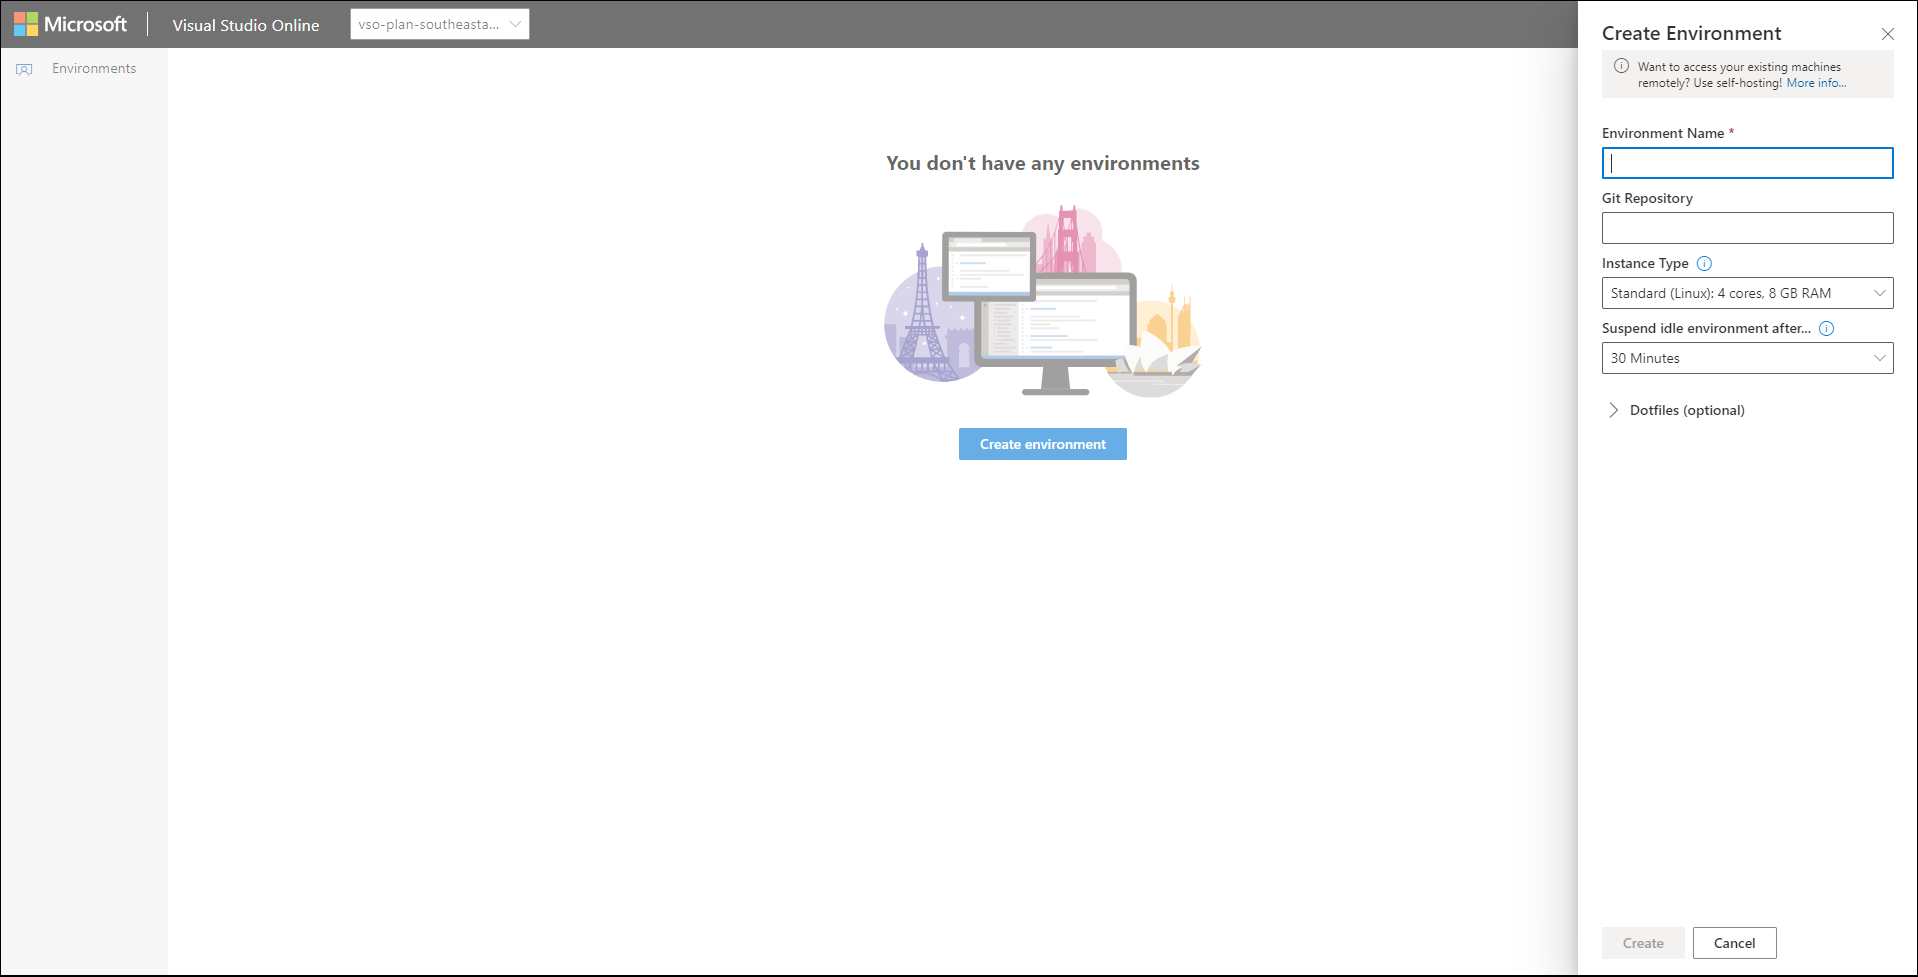 Microsoft
Visual Studio Online
vso-plan-southeasta...
Environments
You don't have any environments
Create environment
Create Environment
Want to access your existing machines
remotely? Use self-hosting! More info...
Environment Name *
Git Repository
Instance Type
Standard (Linux): 4 cores, 8 GB RAM
Suspend idle environment after...
30 Minutes
Dotfiles (optional)
Create
Cancel